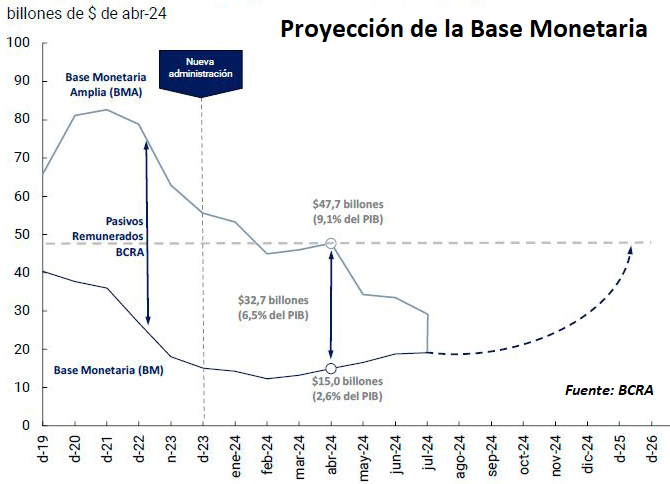 billones de $ de abr-24
Proyección de la Base Monetaria
100
90
80
70
60
50
40
30
20
10
0
Nueva
administración
Base Monetaria
Amplia (BMA)
Pasivos
Remunerados
BCRA
Base Monetaria (BM)
$47,7 billones
(9,1% del PIB)
$32,7 billones
(6,5% del PIB)
$15,0 billones
(2,6% del PIB)
Fuente: BCRA
d-19
d-20
d-21
d-22
n-23
d-23
ene-24
feb-24
mar-24
abr-24
may-24
jun-24
jul-24
ago-24
sep-24
oct-24
nov-24
dic-24
d-25
d-26